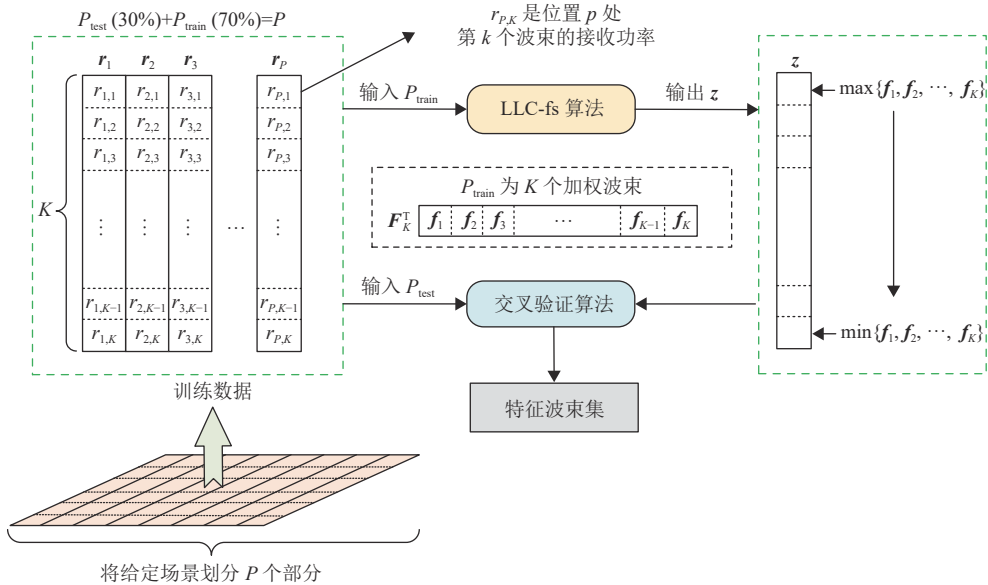 P_test (30%)+P_train (70%)=P
r_{P,K} 是位置 p 处
第 k 个波束的接收功率
r_1 r_2 r_3 r_P
r_{1,1} r_{2,1} r_{3,1} r_{P,1}
r_{1,2} r_{2,2} r_{3,2} r_{P,2}
r_{1,3} r_{2,3} r_{3,3} r_{P,3}
K
⋮ ⋮ ⋮ … ⋮
r_{1,K−1} r_{2,K−1} r_{3,K−1} r_{P,K−1}
r_{1,K} r_{2,K} r_{3,K} r_{P,K}
训练数据
将给定场景划分 P 个部分
输入 P_train
LLC-fs 算法
输出 z
P_train 为 K 个加权波束
F_K^T f_1 f_2 f_3 … f_{K−1} f_K
输入 P_test
交叉验证算法
特征波束集
z
max{f_1, f_2, …, f_K}
min{f_1, f_2, …, f_K}